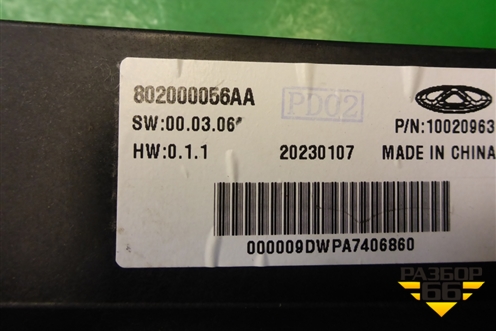 802000056AA
PD02
SW:00.03.06
P/N:10020963
HW:0.1.1
20230107
MADE IN CHINA
000009DWPA7406860
РАЗБОР
66